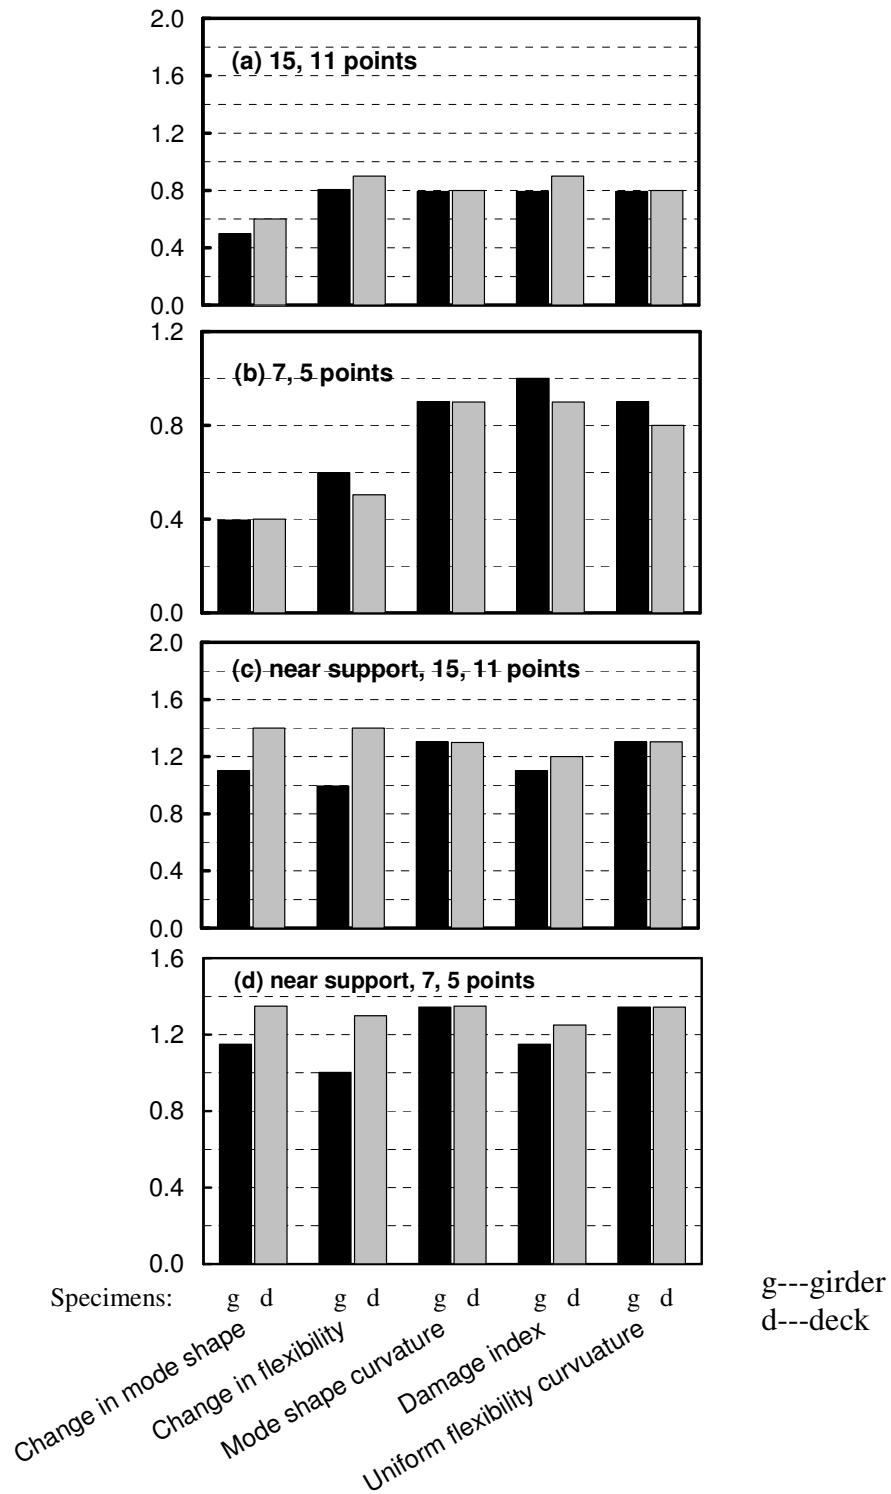 2.0
(a) 15, 11 points
1.6
1.2
0.8
0.4
0.0
1.2
(b) 7, 5 points
0.8
0.4
0.0
2.0
(c) near support, 15, 11 points
1.6
1.2
0.8
0.4
0.0
1.6
(d) near support, 7, 5 points
1.2
0.8
0.4
0.0
Specimens: g d g d g d g d g d
g---girder
d---deck
Change in mode shape
Change in flexibility
Mode shape curvature
Damage index
Uniform flexibility curvuature